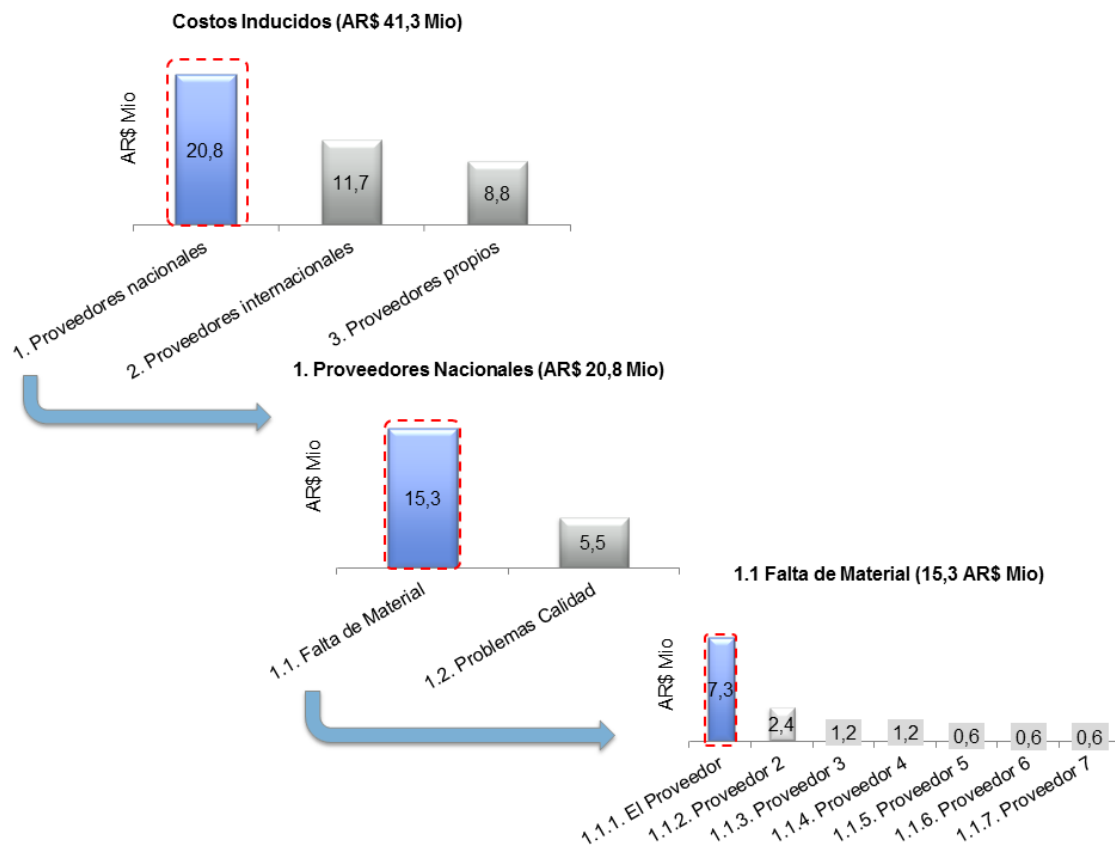 Costos Inducidos (AR$ 41,3 Mio)
AR$ Mio
20,8
11,7
8,8
1. Proveedores nacionales
2. Proveedores internacionales
3. Proveedores propios
1. Proveedores Nacionales (AR$ 20,8 Mio)
AR$ Mio
15,3
5,5
1.1. Falta de Material
1.2. Problemas Calidad
1.1 Falta de Material (15,3 AR$ Mio)
AR$ Mio
7,3
2,4
1,2
1,2
0,6
0,6
0,6
1.1.1. El Proveedor
1.1.2. Proveedor 2
1.1.3. Proveedor 3
1.1.4. Proveedor 4
1.1.5. Proveedor 5
1.1.6. Proveedor 6
1.1.7. Proveedor 7